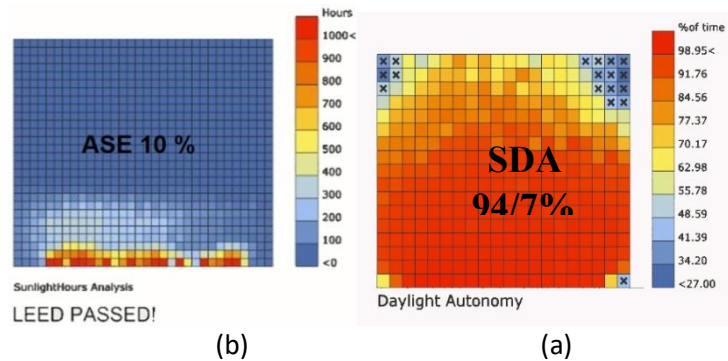 Hours
1000<
900
800
700
600
500
400
300
200
100
<0
ASE 10 %
SunlightHours Analysis
LEED PASSED!
(b)
%of time
98.95<
91.76
84.56
77.37
70.17
62.98
55.78
48.59
41.39
34.20
<27.00
SDA
94/7%
Daylight Autonomy
(a)